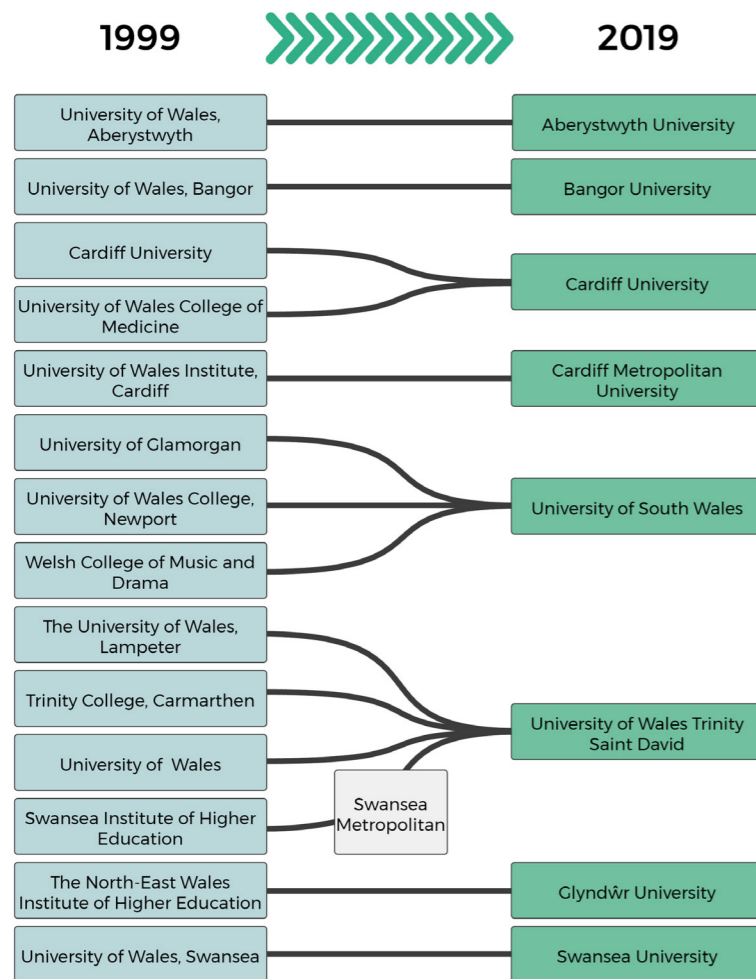 1999
2019
University of Wales,
Aberystwyth
Aberystwyth University
University of Wales, Bangor
Bangor University
Cardiff University
University of Wales College of
Medicine
Cardiff University
University of Wales Institute,
Cardiff
Cardiff Metropolitan
University
University of Glamorgan
University of Wales College,
Newport
Welsh College of Music and
Drama
University of South Wales
The University of Wales,
Lampeter
Trinity College, Carmarthen
University of Wales
Swansea Institute of Higher
Education
Swansea
Metropolitan
University of Wales Trinity
Saint David
The North-East Wales
Institute of Higher Education
Glyndŵr University
University of Wales, Swansea
Swansea University